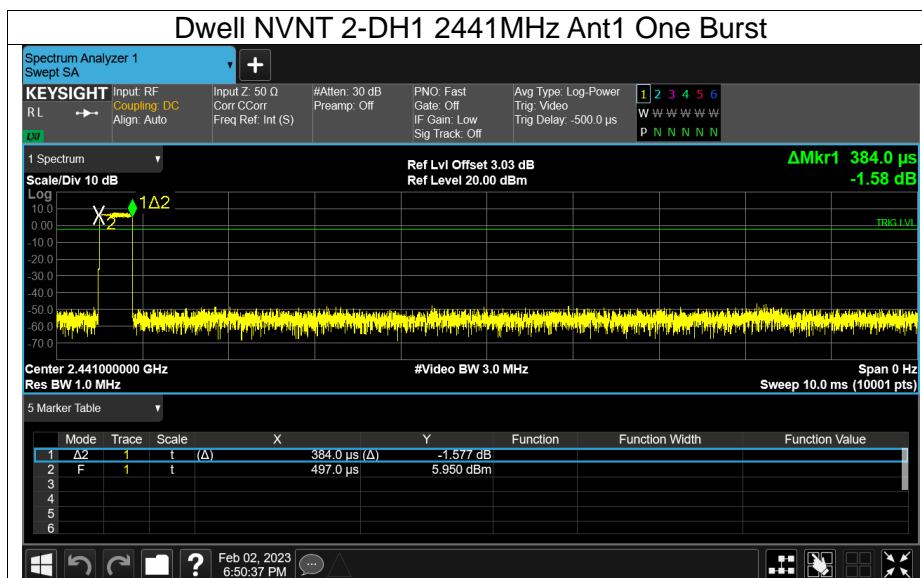 Dwell NVNT 2-DH1 2441MHz Ant1 One Burst
Spectrum Analyzer 1
Swept SA
+
KEYSIGHT Input: RF Input Z: 50 Ω #Atten: 30 dB PNO: Fast Avg Type: Log-Power 1 2 3 4 5 6
R L Coupling: DC Corr CCorr Preamp: Off Gate: Off Trig: Video W W W W W W
Align: Auto Freq Ref: Int (S) IF Gain: Low Trig Delay: -500.0 µs
LXI Sig Track: Off P N N N N N
1 Spectrum Ref Lvl Offset 3.03 dB ΔMkr1 384.0 µs
Scale/Div 10 dB Ref Level 20.00 dBm -1.58 dB
Log
10.0
1Δ2
2
0.00 TRIG LVL
-10.0
-20.0
-30.0
-40.0
-50.0
-60.0
-70.0
Center 2.441000000 GHz #Video BW 3.0 MHz Span 0 Hz
Res BW 1.0 MHz Sweep 10.0 ms (10001 pts)
5 Marker Table
Mode Trace Scale X Y Function Function Width Function Value
1 Δ2 1 t (Δ) 384.0 µs (Δ) -1.577 dB
2 F 1 t 497.0 µs 5.950 dBm
3
4
5
6
? Feb 02, 2023
6:50:37 PM